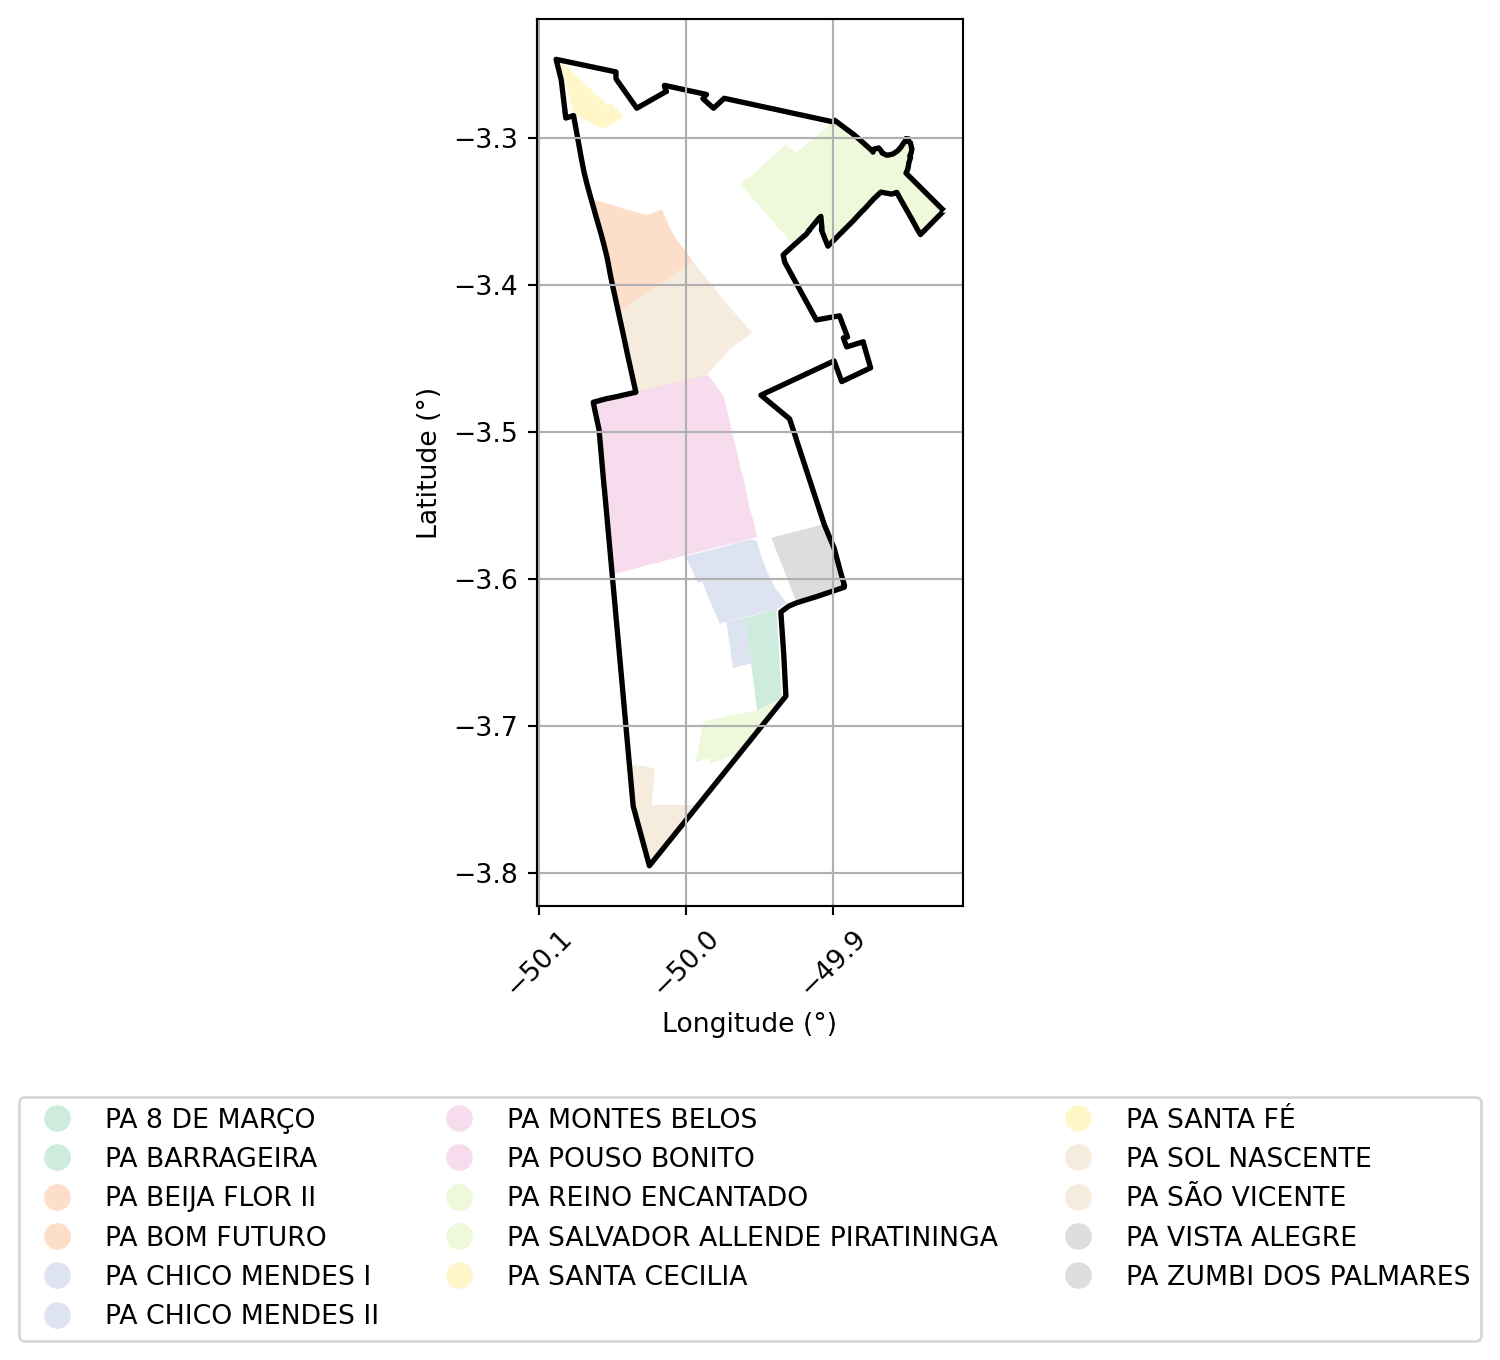 −3.3
−3.4
−3.5
−3.6
−3.7
−3.8
Latitude (°)
−50.1
−50.0
−49.9
Longitude (°)
PA 8 DE MARÇO
PA BARRAGEIRA
PA BEIJA FLOR II
PA BOM FUTURO
PA CHICO MENDES I
PA CHICO MENDES II
PA MONTES BELOS
PA POUSO BONITO
PA REINO ENCANTADO
PA SALVADOR ALLENDE PIRATININGA
PA SANTA CECILIA
PA SANTA FÉ
PA SOL NASCENTE
PA SÃO VICENTE
PA VISTA ALEGRE
PA ZUMBI DOS PALMARES